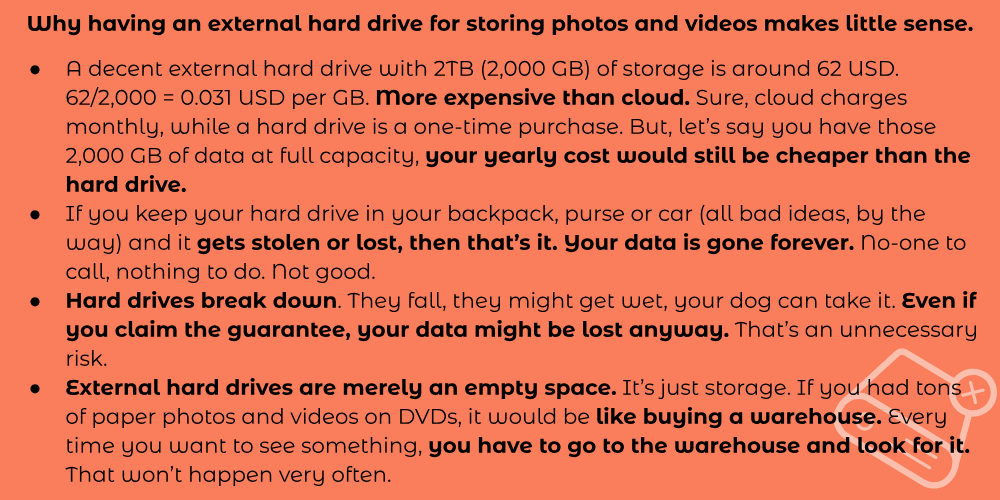 Why having an external hard drive for storing photos and videos makes little sense.
● A decent external hard drive with 2TB (2,000 GB) of storage is around 62 USD.
62/2,000 = 0.031 USD per GB. More expensive than cloud. Sure, cloud charges
monthly, while a hard drive is a one-time purchase. But, let's say you have those
2,000 GB of data at full capacity, your yearly cost would still be cheaper than the
hard drive.
● If you keep your hard drive in your backpack, purse or car (all bad ideas, by the
way) and it gets stolen or lost, then that's it. Your data is gone forever. No-one to
call, nothing to do. Not good.
● Hard drives break down. They fall, they might get wet, your dog can take it. Even if
you claim the guarantee, your data might be lost anyway. That's an unnecessary
risk.
● External hard drives are merely an empty space. It's just storage. If you had tons
of paper photos and videos on DVDs, it would be like buying a warehouse. Every
time you want to see something, you have to go to the warehouse and look for it.
That won't happen very often.